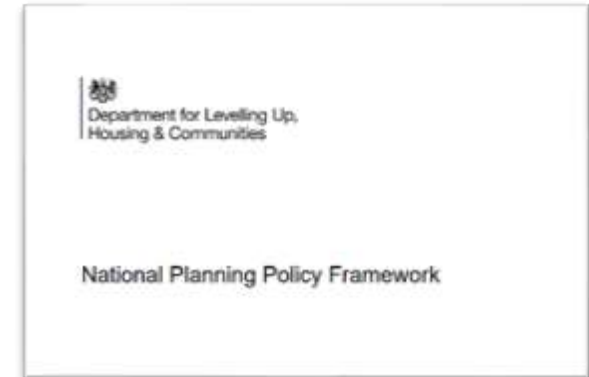 Department for Levelling Up,
Housing & Communities
National Planning Policy Framework